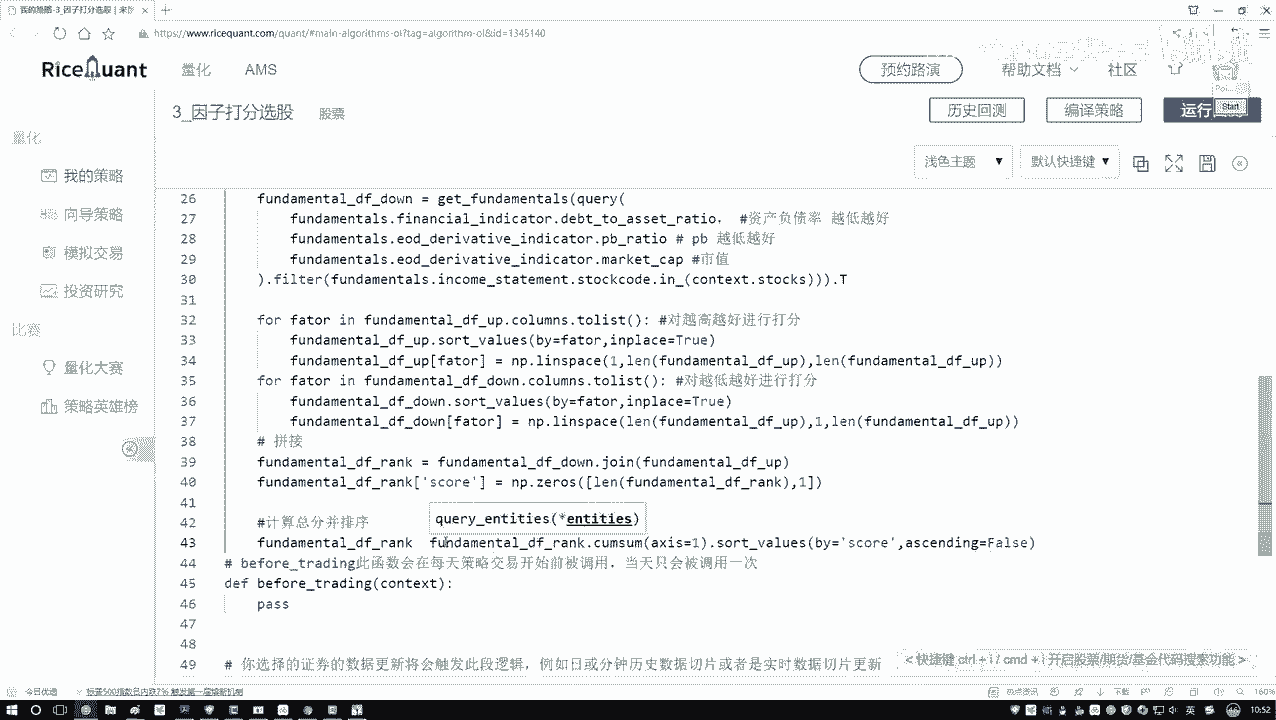 我的策略-3_因子打分选股
https://www.ricequant.com/quant/#main-algorithms-ol?tag=algorithm-ol&id=1345140
RiceQuant 量化 AMS 预约路演 帮助文档 社区
3_因子打分选股 股票 历史回测 编译策略 运行 Start
量化
浅色主题 默认快捷键
我的策略
向导策略
模拟交易
投资研究
比赛
量化大赛
策略英雄榜
26 fundamental_df_down = get_fundamentals(query(
27 fundamentals.financial_indicator.debt_to_asset_ratio, #资产负债率 越低越好
28 fundamentals.eod_derivative_indicator.pb_ratio # pb 越低越好
29 fundamentals.eod_derivative_indicator.market_cap #市值
30 ).filter(fundamentals.income_statement.stockcode.in_(context.stocks))).T
31
32 for fator in fundamental_df_up.columns.tolist(): #对越高越好进行打分
33 fundamental_df_up.sort_values(by=fator,inplace=True)
34 fundamental_df_up[fator] = np.linspace(1,len(fundamental_df_up),len(fundamental_df_up))
35 for fator in fundamental_df_down.columns.tolist(): #对越低越好进行打分
36 fundamental_df_down.sort_values(by=fator,inplace=True)
37 fundamental_df_down[fator] = np.linspace(len(fundamental_df_up),1,len(fundamental_df_up))
38 # 拼接
39 fundamental_df_rank = fundamental_df_down.join(fundamental_df_up)
40 fundamental_df_rank['score'] = np.zeros([len(fundamental_df_rank),1])
41
query_entities(*entities)
42 #计算总分并排序
43 fundamental_df_rank fundamental_df_rank.cumsum(axis=1).sort_values(by='score',ascending=False)
44 # before_trading此函数会在每天策略交易开始前被调用，当天只会被调用一次
45 def before_trading(context):
46 pass
47
48
49 # 你选择的证券的数据更新将会触发此段逻辑，例如日或分钟历史数据切片或者是实时数据切片更新
<快捷键 ctrl + i / cmd + i 开启股票/期货/基金代码搜索功能>
今日优选 热点资讯 下载 160%
英 10:52